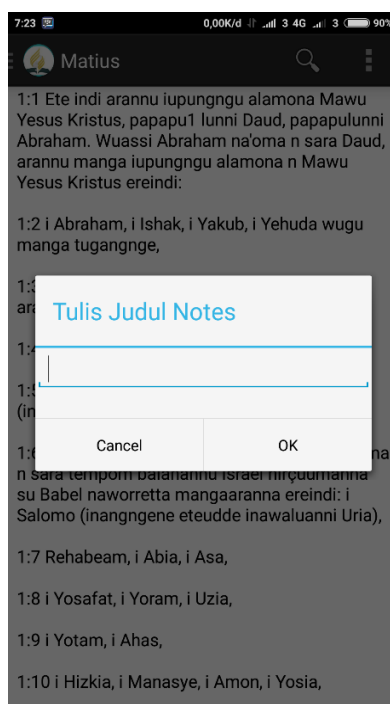 7:23
0,00K/d 3 4G 3 90%
Matius
1:1 Ete indi arannu iupungngu alamona Mawu
Yesus Kristus, papapu1 lunni Daud, papapulunni
Abraham. Wuassi Abraham na'oma n sara Daud,
arannu manga iupungngu alamona n Mawu
Yesus Kristus ereindi:
1:2 i Abraham, i Ishak, i Yakub, i Yehuda wugu
manga tugangnge,
Tulis Judul Notes
Cancel OK
n sara tempom balanannu Israel
su Babel naworretta mangaaranna ereindi: i
Salomo (inangngene eteudde inawaluanni Uria),
1:7 Rehabeam, i Abia, i Asa,
1:8 i Yosafat, i Yoram, i Uzia,
1:9 i Yotam, i Ahas,
1:10 i Hizkia, i Manasye, i Amon, i Yosia,